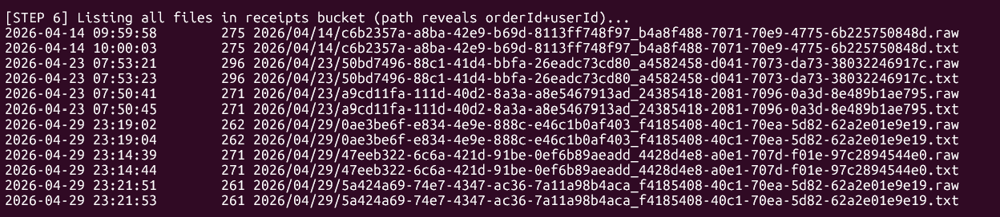 [STEP 6] Listing all files in receipts bucket (path reveals orderId+userId)...
2026-04-14 09:59:58        275 2026/04/14/c6b2357a-a8ba-42e9-b69d-8113ff748f97_b4a8f488-7071-70e9-4775-6b225750848d.raw
2026-04-14 10:00:03        275 2026/04/14/c6b2357a-a8ba-42e9-b69d-8113ff748f97_b4a8f488-7071-70e9-4775-6b225750848d.txt
2026-04-23 07:53:21        296 2026/04/23/50bd7496-88c1-41d4-bbfa-26eadc73cd80_a4582458-d041-7073-da73-38032246917c.raw
2026-04-23 07:53:23        296 2026/04/23/50bd7496-88c1-41d4-bbfa-26eadc73cd80_a4582458-d041-7073-da73-38032246917c.txt
2026-04-23 07:50:41        271 2026/04/23/a9cd11fa-111d-40d2-8a3a-a8e5467913ad_24385418-2081-7096-0a3d-8e489b1ae795.raw
2026-04-23 07:50:45        271 2026/04/23/a9cd11fa-111d-40d2-8a3a-a8e5467913ad_24385418-2081-7096-0a3d-8e489b1ae795.txt
2026-04-29 23:19:02        262 2026/04/29/0ae3be6f-e834-4e9e-888c-e46c1b0af403_f4185408-40c1-70ea-5d82-62a2e01e9e19.raw
2026-04-29 23:19:04        262 2026/04/29/0ae3be6f-e834-4e9e-888c-e46c1b0af403_f4185408-40c1-70ea-5d82-62a2e01e9e19.txt
2026-04-29 23:14:39        271 2026/04/29/47eeb322-6c6a-421d-91be-0ef6b89aeadd_4428d4e8-a0e1-707d-f01e-97c2894544e0.raw
2026-04-29 23:14:44        271 2026/04/29/47eeb322-6c6a-421d-91be-0ef6b89aeadd_4428d4e8-a0e1-707d-f01e-97c2894544e0.txt
2026-04-29 23:21:51        261 2026/04/29/5a424a69-74e7-4347-ac36-7a11a98b4aca_f4185408-40c1-70ea-5d82-62a2e01e9e19.raw
2026-04-29 23:21:53        261 2026/04/29/5a424a69-74e7-4347-ac36-7a11a98b4aca_f4185408-40c1-70ea-5d82-62a2e01e9e19.txt